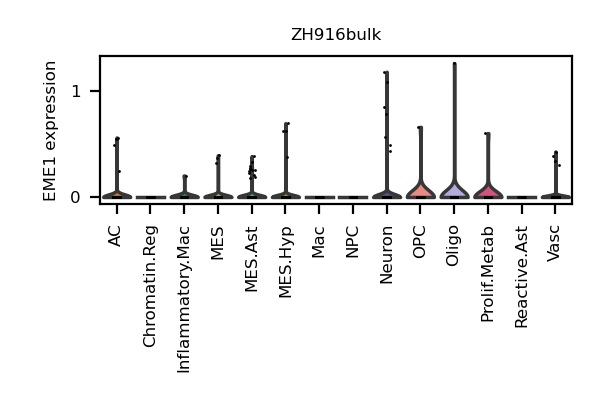 ZH916bulk
EME1 expression
1
0
AC
Chromatin.Reg
Inflammatory.Mac
MES
MES.Ast
MES.Hyp
Mac
NPC
Neuron
OPC
Oligo
Prolif.Metab
Reactive.Ast
Vasc